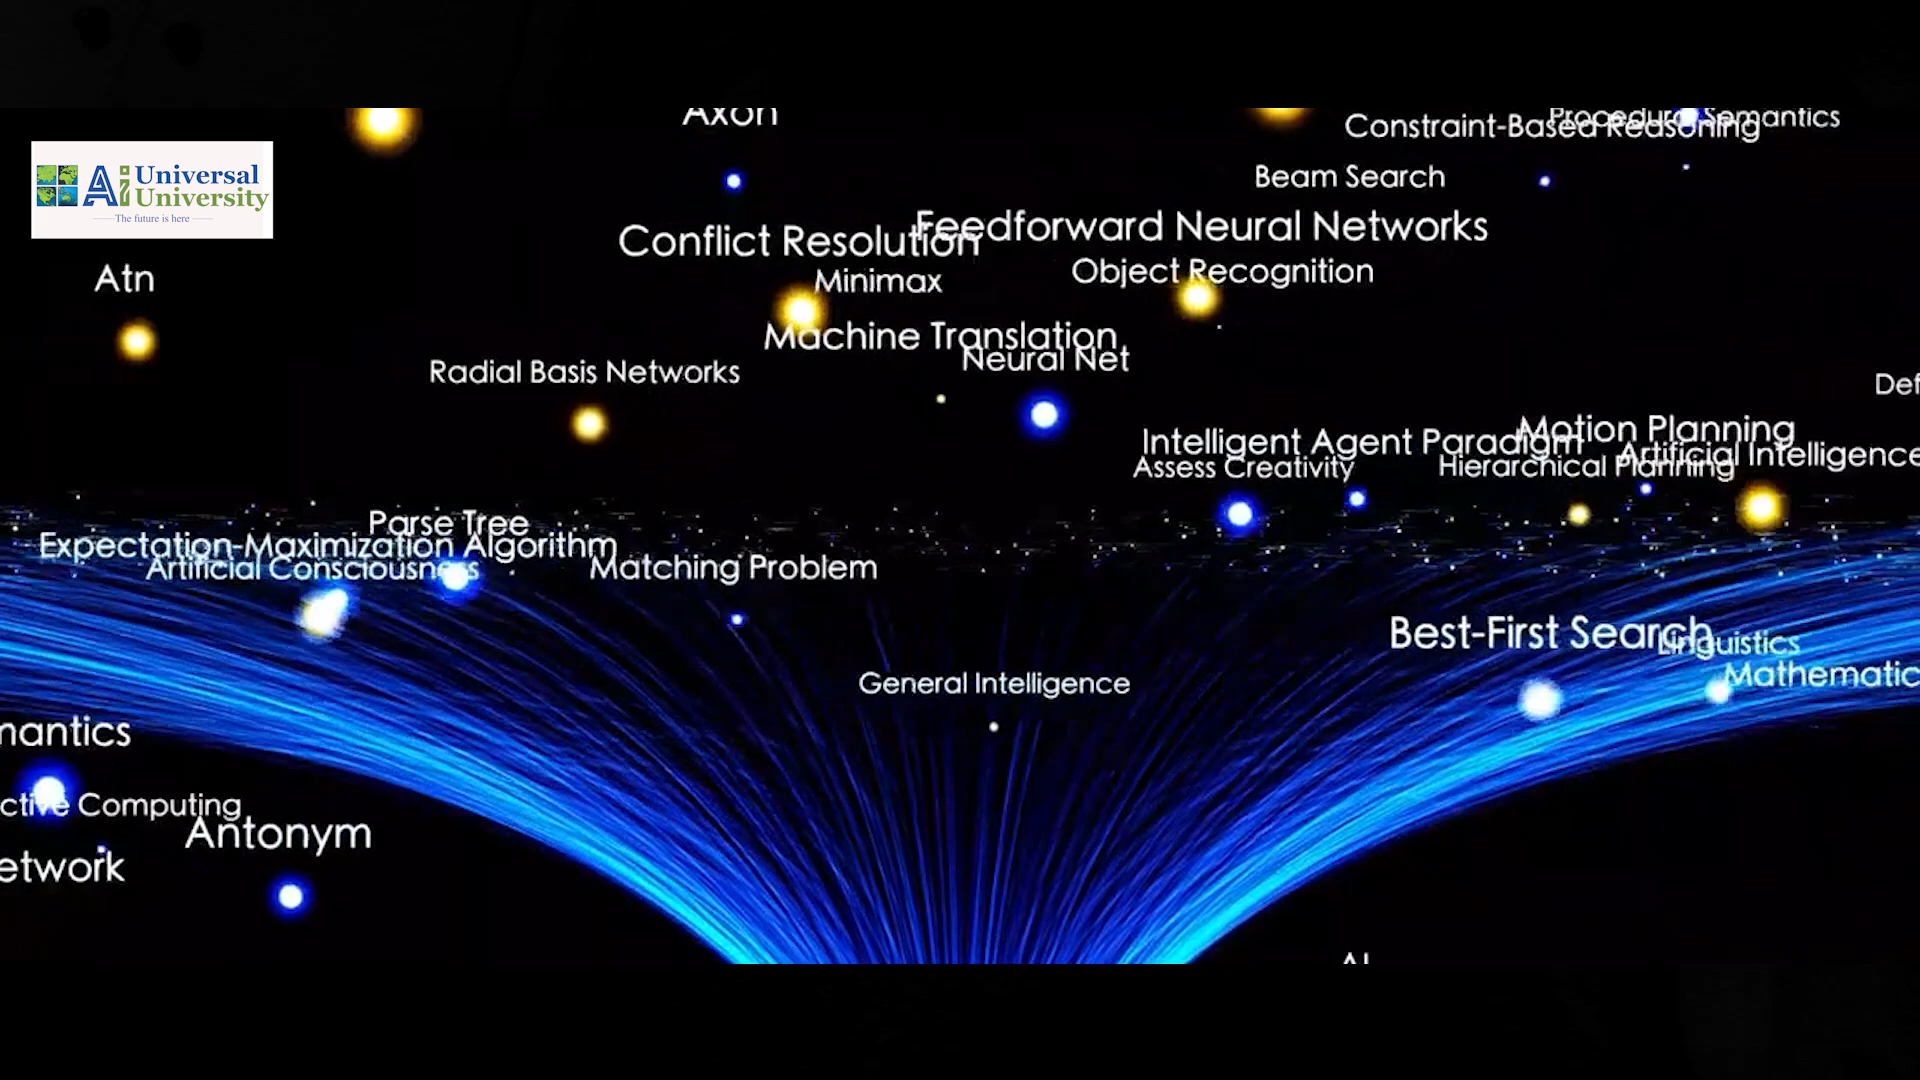 Axon
Procedural Semantics
Constraint-Based Reasoning
Ai Universal
University
The future is here
Beam Search
Feedforward Neural Networks
Conflict Resolution
Atn
Minimax
Object Recognition
Machine Translation
Neural Net
Radial Basis Networks
Def
Motion Planning
Intelligent Agent Paradigm
Artificial Intelligence
Assess Creativity
Hierarchical Planning
Parse Tree
Expectation-Maximization Algorithm
Artificial Consciousness
Matching Problem
Best-First Search
Linguistics
Mathematic
General Intelligence
mantics
ctive Computing
Antonym
etwork